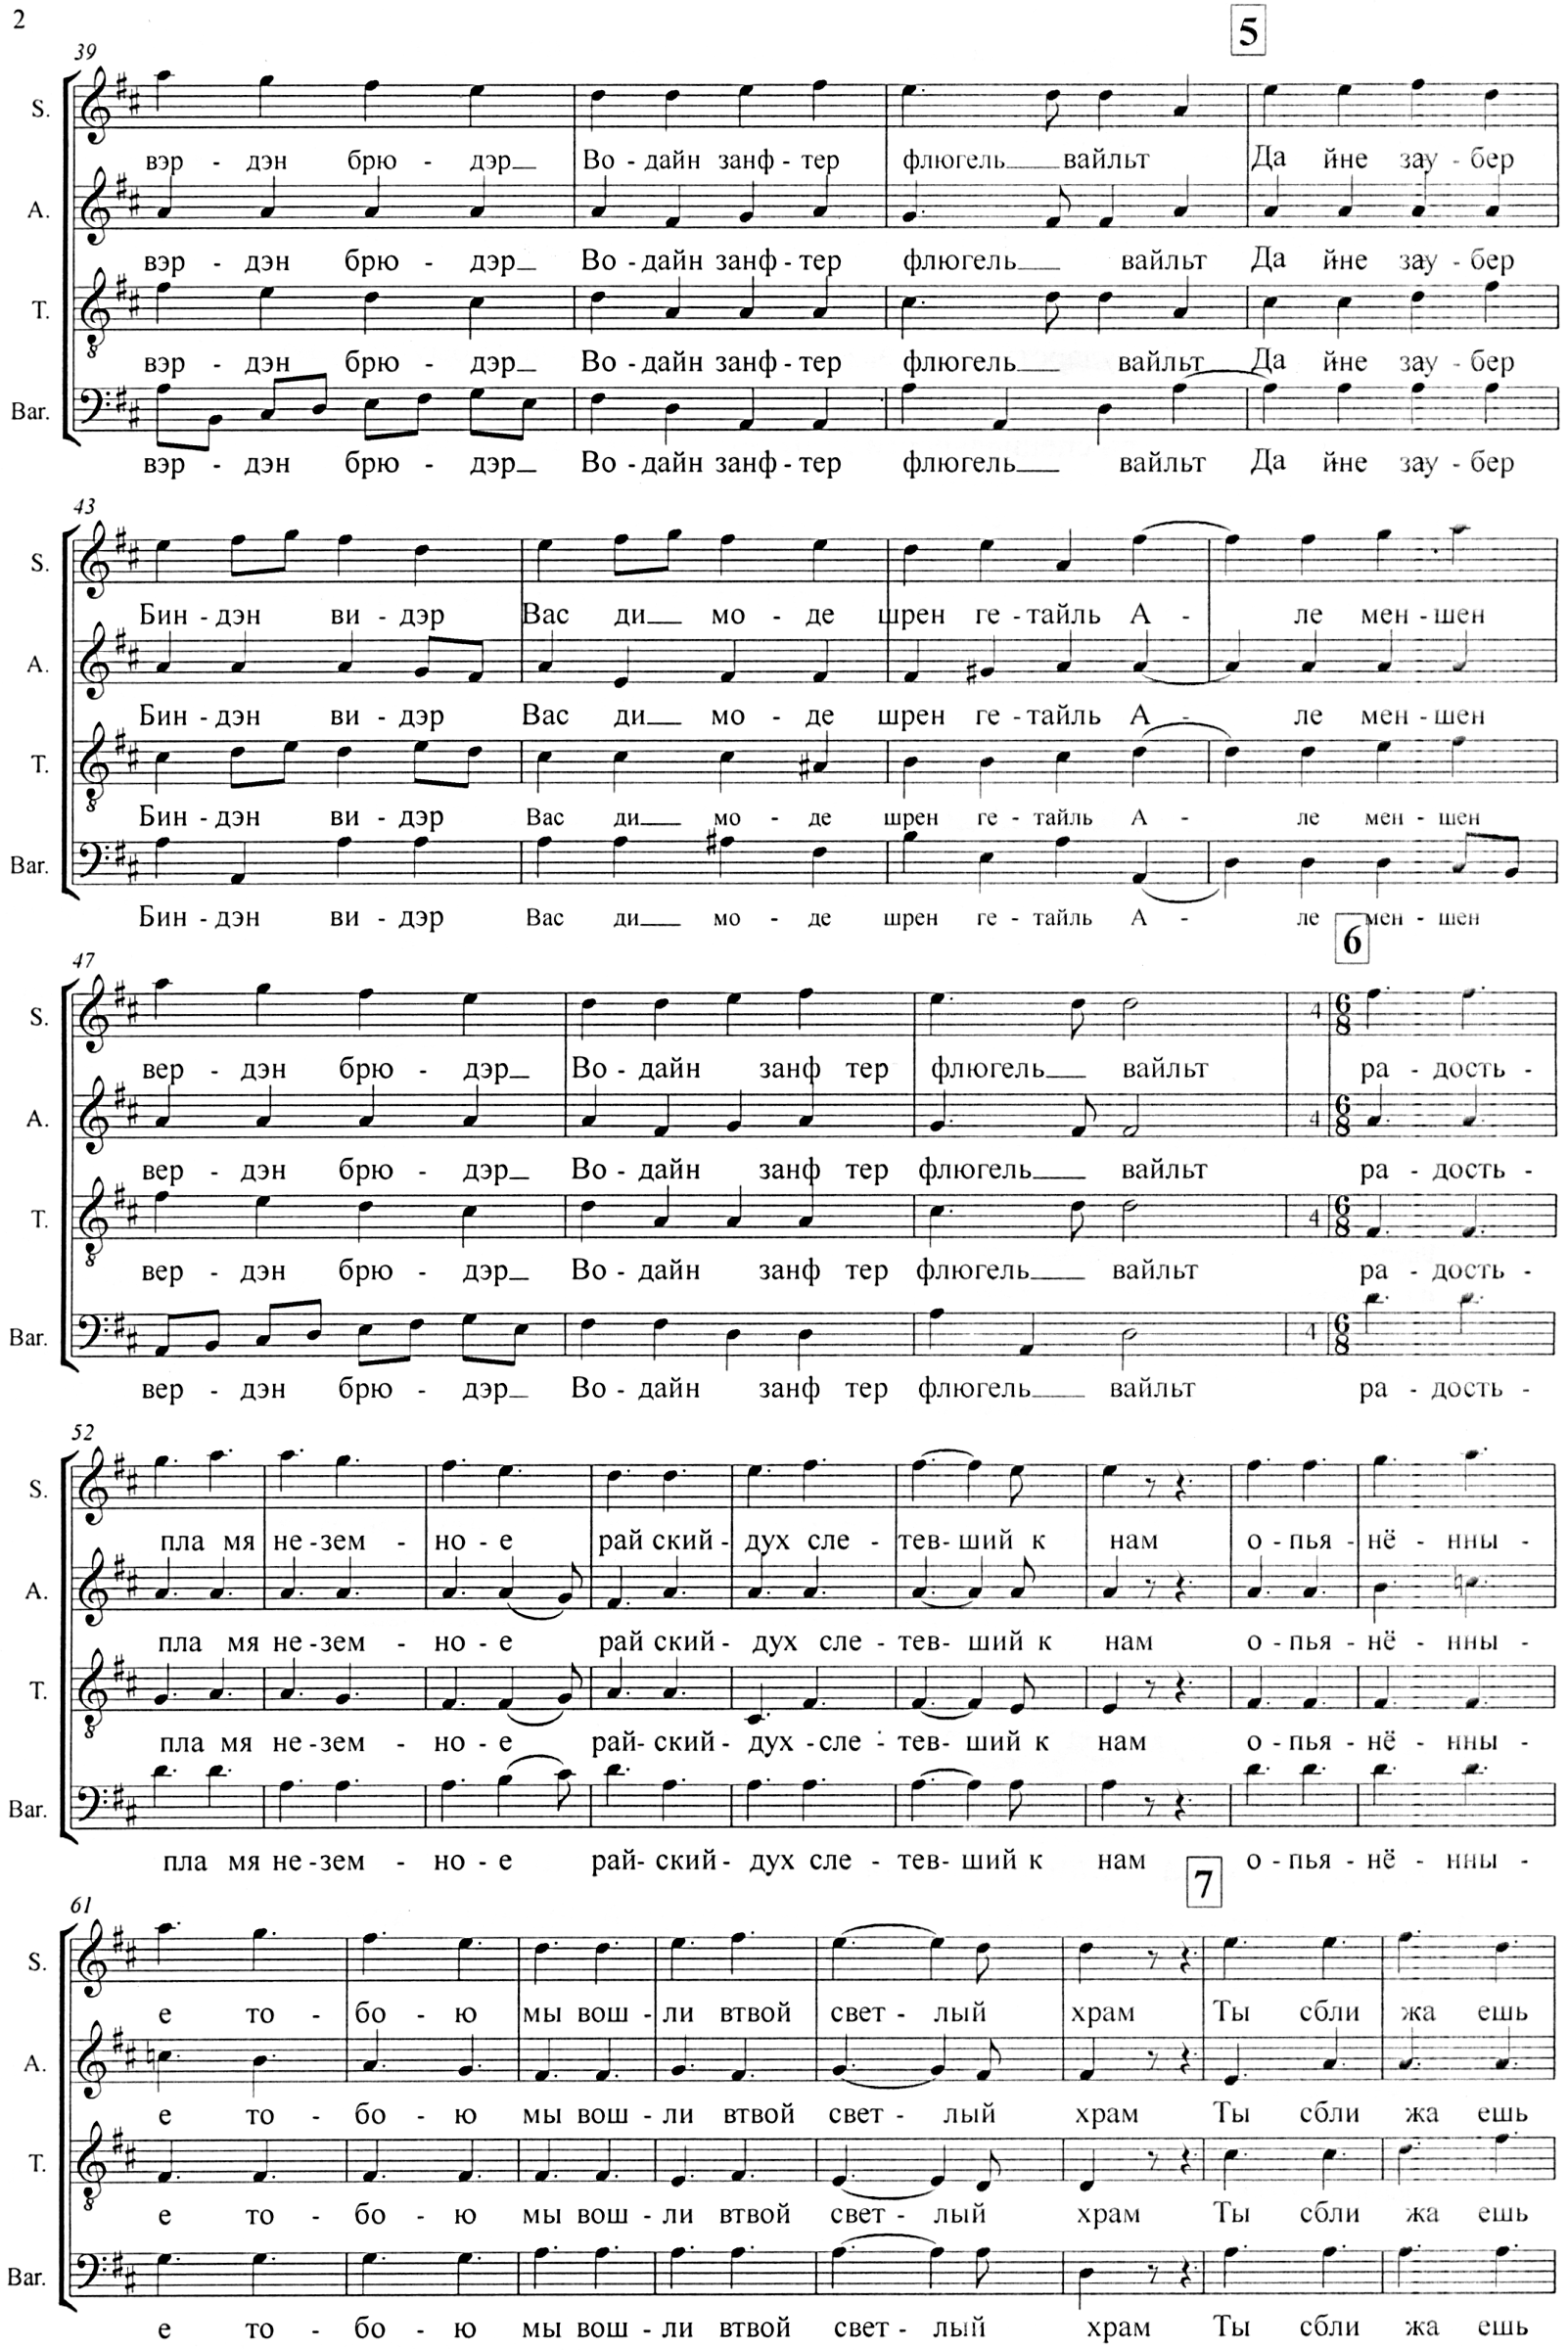 2
5
39
S.
вэр - дэн брю - дэр Во - дайн занф - тер флюгель вайльт Да йне зау - бер
A.
вэр - дэн брю - дэр Во - дайн занф - тер флюгель вайльт Да йне зау - бер
T.
вэр - дэн брю - дэр Во - дайн занф - тер флюгель вайльт Да йне зау - бер
Bar.
вэр - дэн брю - дэр Во - дайн занф - тер флюгель вайльт Да йне зау - бер
43
S.
Бин - дэн ви - дэр Вас ди мо - де шрен ге - тайль А - ле мен - шен
A.
Бин - дэн ви - дэр Вас ди мо - де шрен ге - тайль А - ле мен - шен
T.
Бин - дэн ви - дэр Вас ди мо - де шрен ге - тайль А - ле мен - шен
Bar.
Бин - дэн ви - дэр Вас ди мо - де шрен ге - тайль А - ле мен - шен
6
47
S.
4 6 8
вер - дэн брю - дэр Во - дайн занф тер флюгель вайльт ра - дость -
A.
4 6 8
вер - дэн брю - дэр Во - дайн занф тер флюгель вайльт ра - дость -
T.
4 6 8
вер - дэн брю - дэр Во - дайн занф тер флюгель вайльт ра - дость -
Bar.
4 6 8
вер - дэн брю - дэр Во - дайн занф тер флюгель вайльт ра - дость -
52
S.
пла мя не - зем - но - е рай ский - дух сле - тев - ший к нам о - пья - нё - нны -
A.
пла мя не - зем - но - е рай ский - дух сле - тев - ший к нам о - пья - нё - нны -
T.
пла мя не - зем - но - е рай - ский - дух - сле - тев - ший к нам о - пья - нё - нны -
Bar.
пла мя не - зем - но - е рай - ский - дух сле - тев - ший к нам о - пья - нё - нны -
7
61
S.
е то - бо - ю мы вош - ли втвой свет - лый храм Ты сбли жа ешь
A.
е то - бо - ю мы вош - ли втвой свет - лый храм Ты сбли жа ешь
T.
е то - бо - ю мы вош - ли втвой свет - лый храм Ты сбли жа ешь
Bar.
е то - бо - ю мы вош - ли втвой свет - лый храм Ты сбли жа ешь